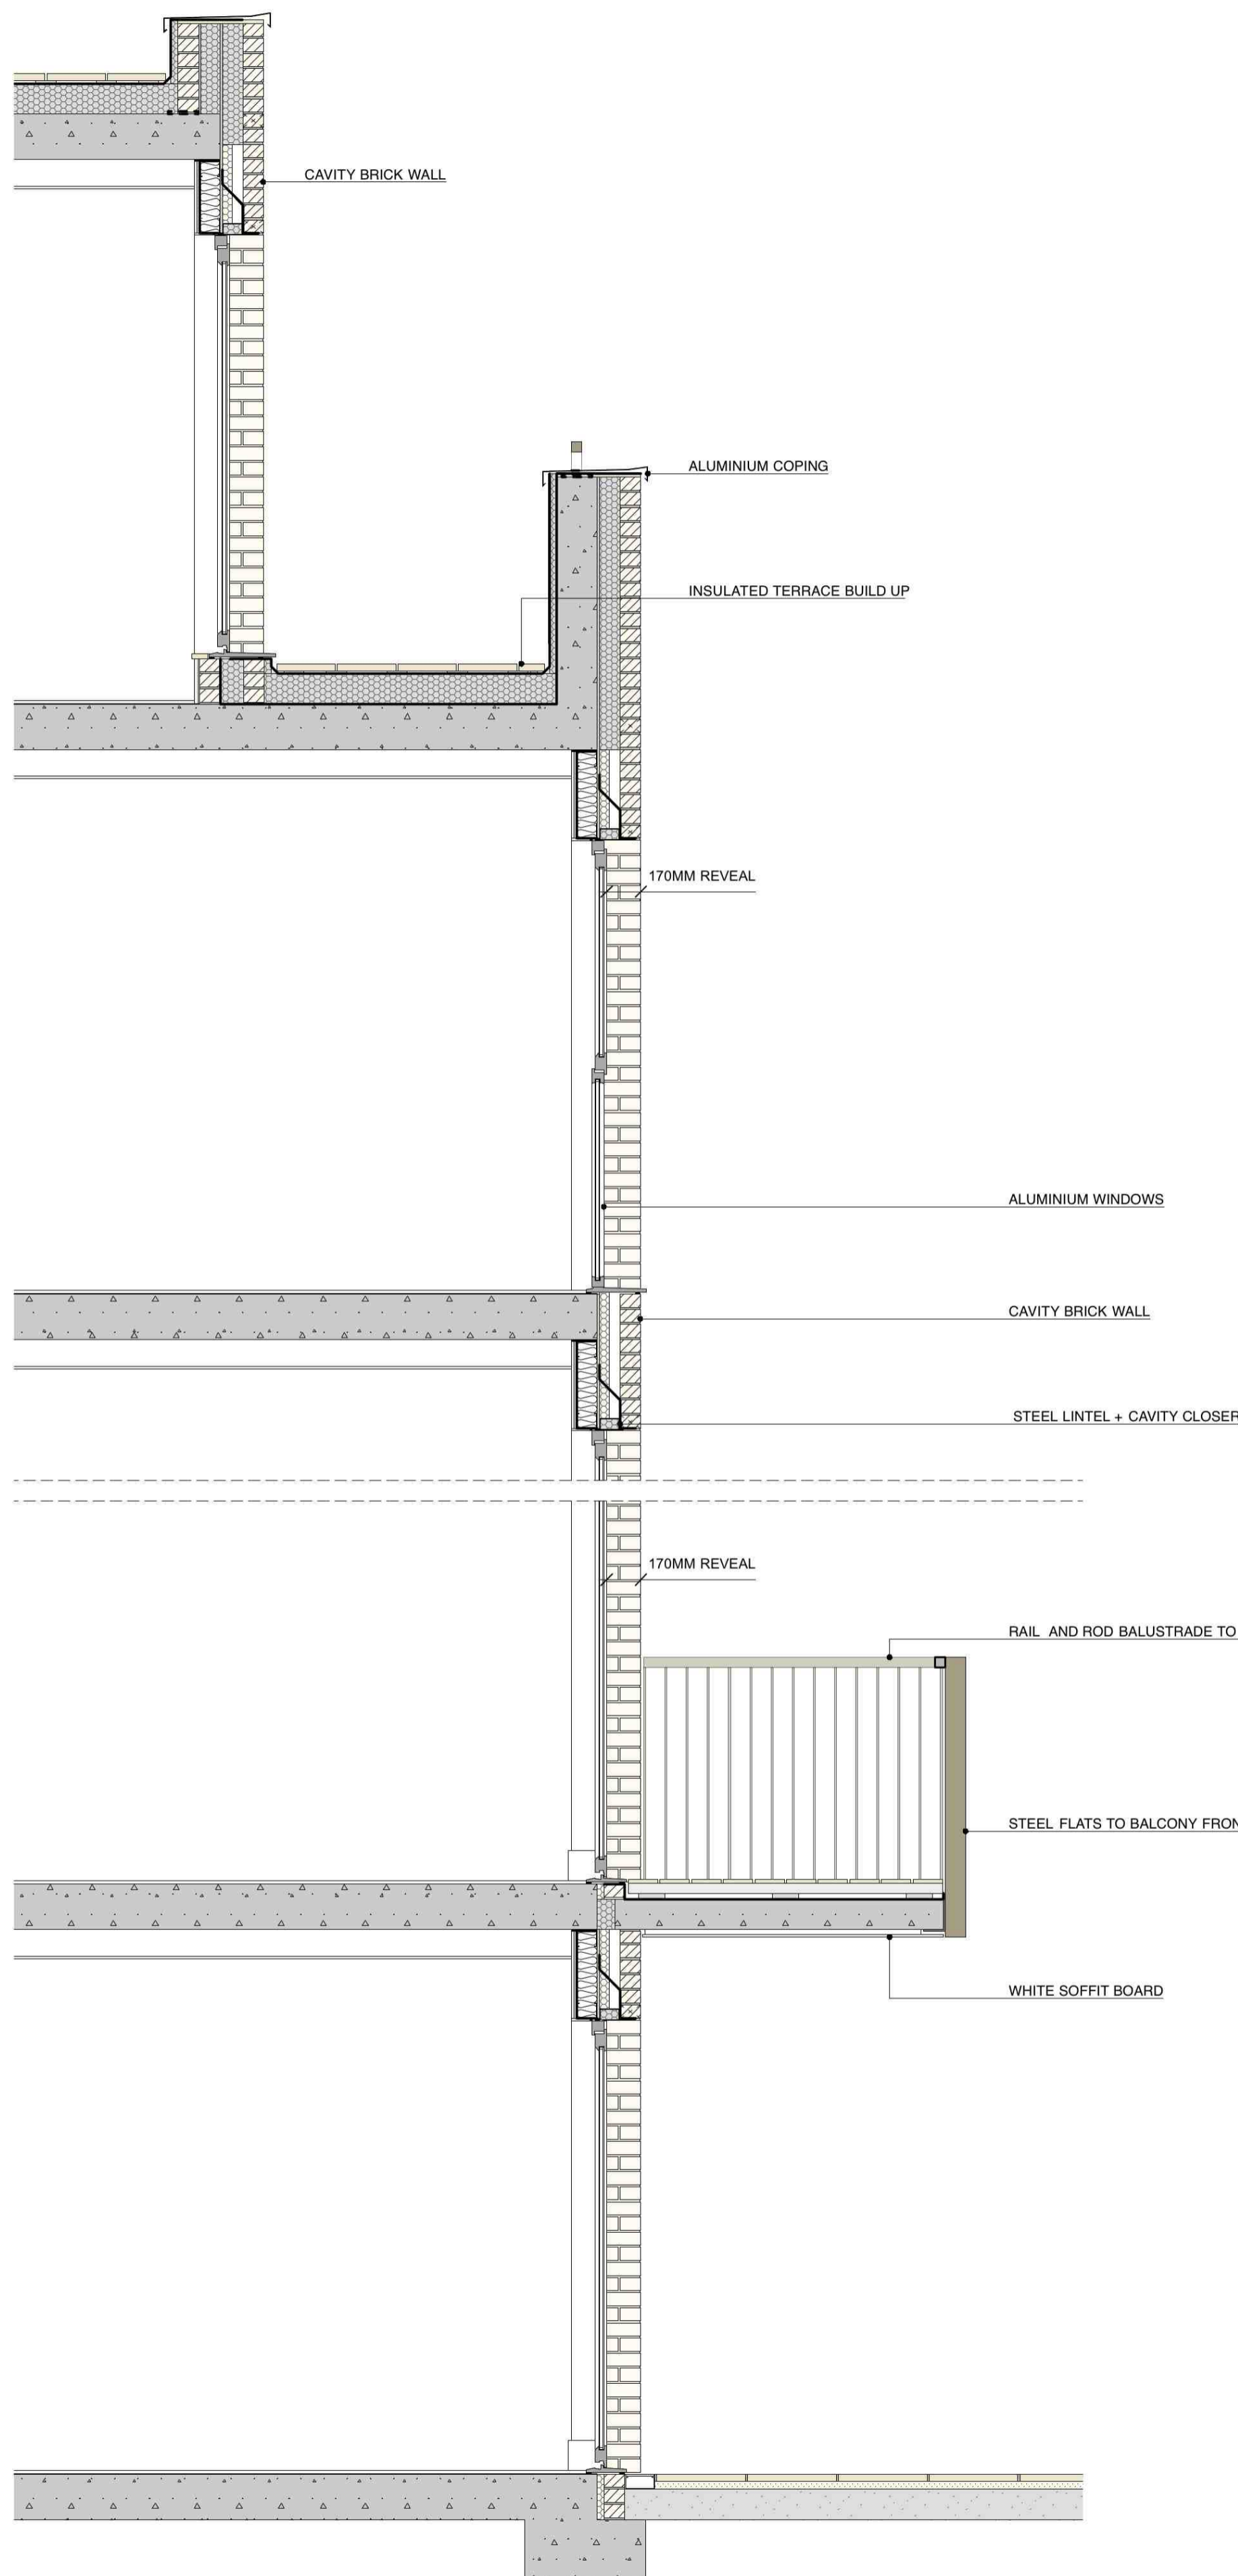 CAVITY BRICK WALL
ALUMINIUM COPING
INSULATED TERRACE BUILD UP
170MM REVEAL
ALUMINIUM WINDOWS
CAVITY BRICK WALL
STEEL LINTEL + CAVITY CLOSER
170MM REVEAL
RAIL AND ROD BALUSTRADE TO
STEEL FLATS TO BALCONY
WHITE SOFFIT BOARD